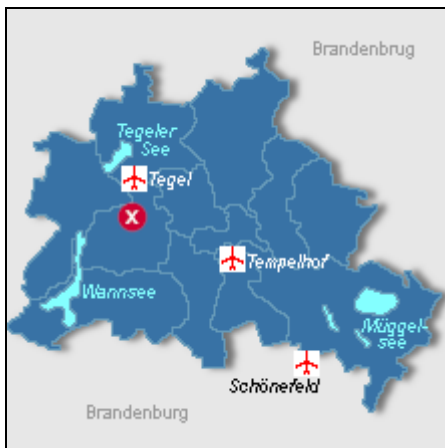 Brandenbrug
Tegeler
See
Tegel
X
Tempelhof
Wannsee
Müggel-
see
Schönefeld
Brandenburg